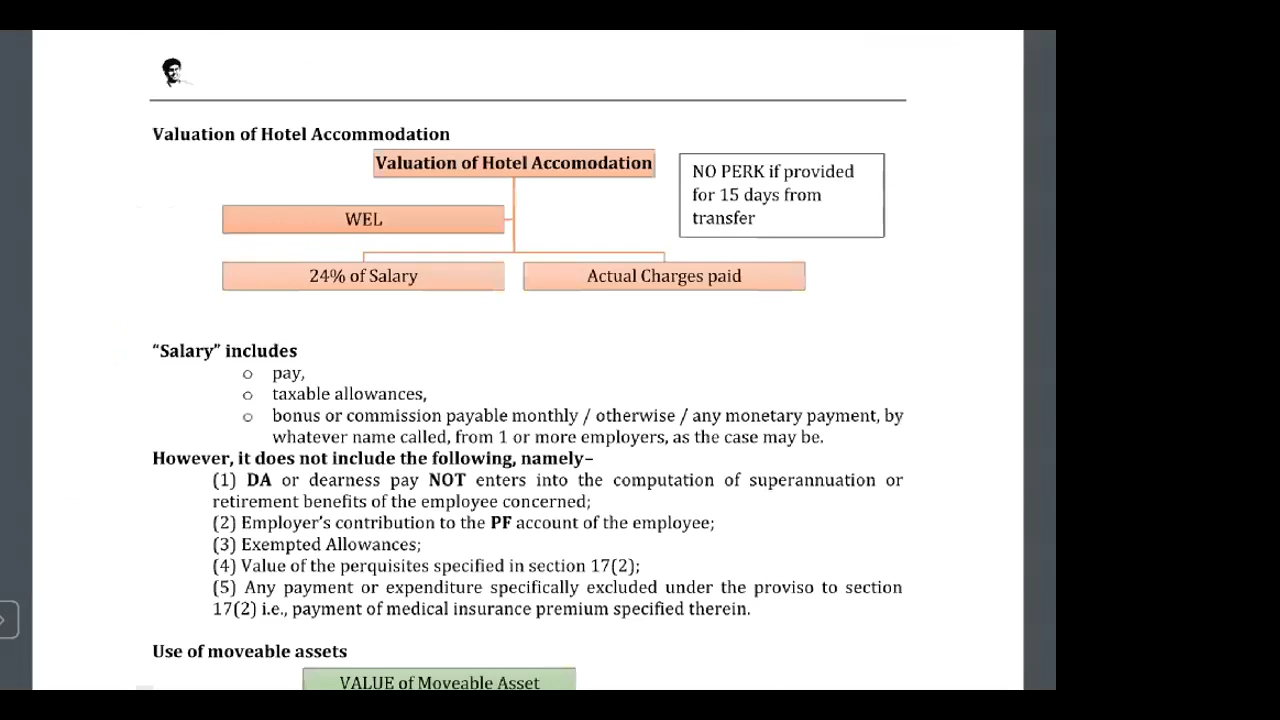 Valuation of Hotel Accommodation
Valuation of Hotel Accomodation
NO PERK if provided
for 15 days from
transfer
WEL
24% of Salary
Actual Charges paid
“Salary” includes
o pay,
o taxable allowances,
o bonus or commission payable monthly / otherwise / any monetary payment, by
whatever name called, from 1 or more employers, as the case may be.
However, it does not include the following, namely–
(1) DA or dearness pay NOT enters into the computation of superannuation or
retirement benefits of the employee concerned;
(2) Employer’s contribution to the PF account of the employee;
(3) Exempted Allowances;
(4) Value of the perquisites specified in section 17(2);
(5) Any payment or expenditure specifically excluded under the proviso to section
17(2) i.e., payment of medical insurance premium specified therein.
Use of moveable assets
VALUE of Moveable Asset